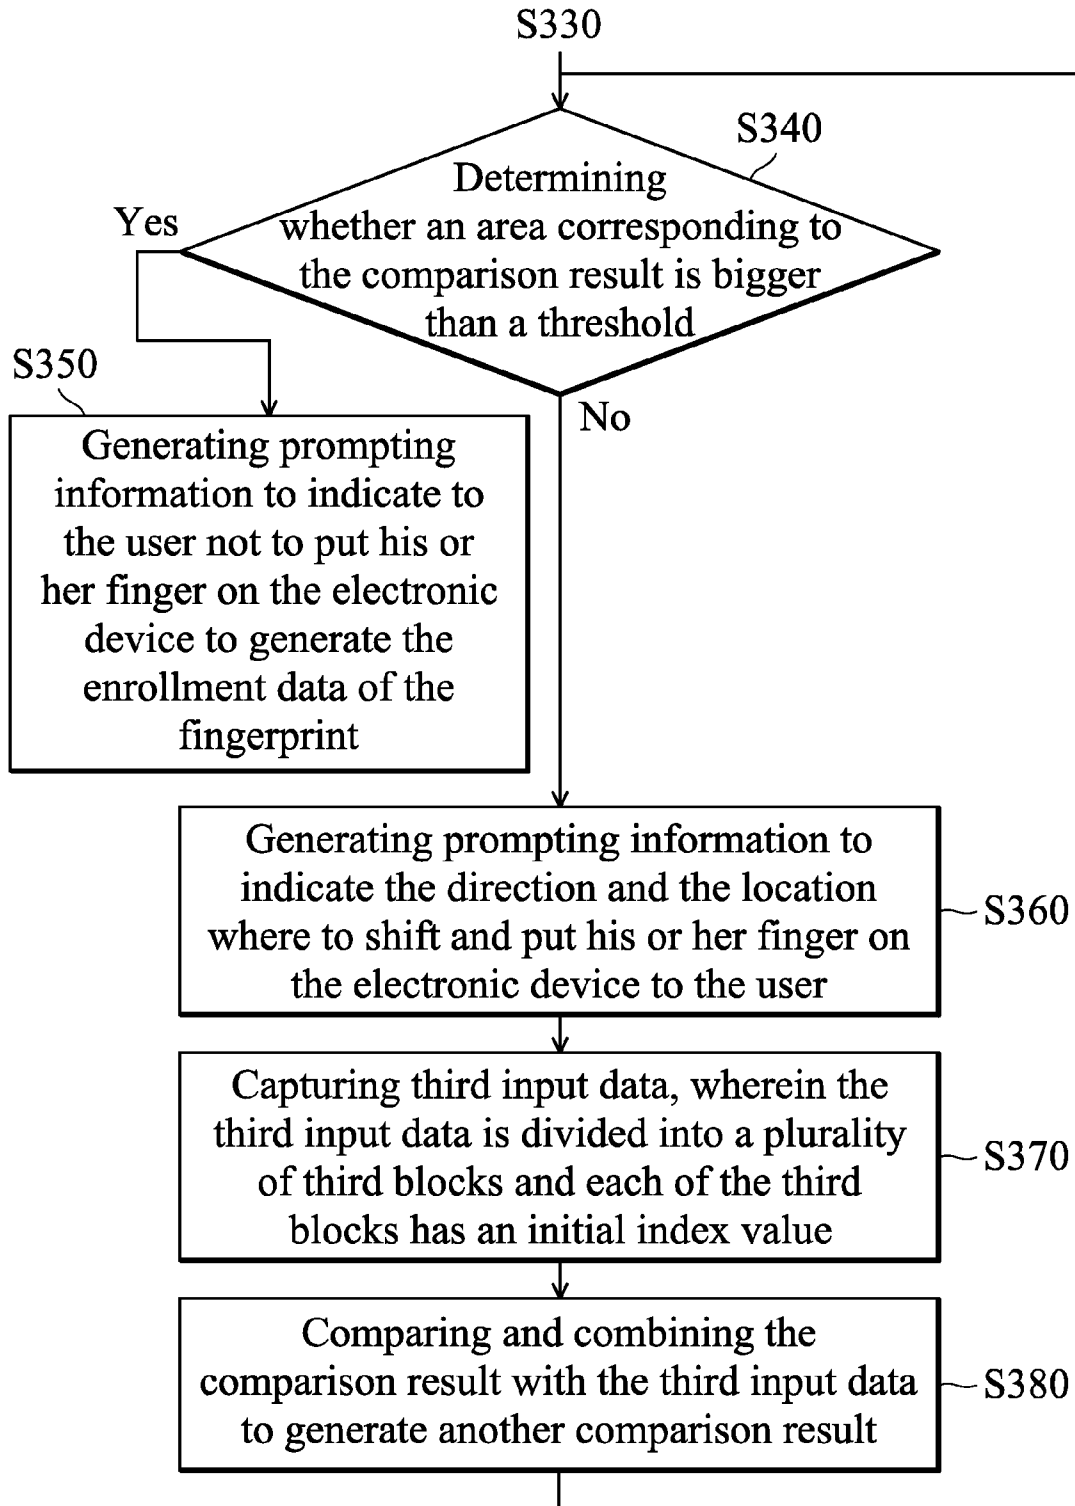 S330
S340
Determining
whether an area corresponding to
the comparison result is bigger
than a threshold
Yes
No
S350
Generating prompting
information to indicate to
the user not to put his or
her finger on the electronic
device to generate the
enrollment data of the
fingerprint
Generating prompting information to
indicate the direction and the location
where to shift and put his or her finger on
the electronic device to the user
S360
Capturing third input data, wherein the
third input data is divided into a plurality
of third blocks and each of the third
blocks has an initial index value
S370
Comparing and combining the
comparison result with the third input data
to generate another comparison result
S380